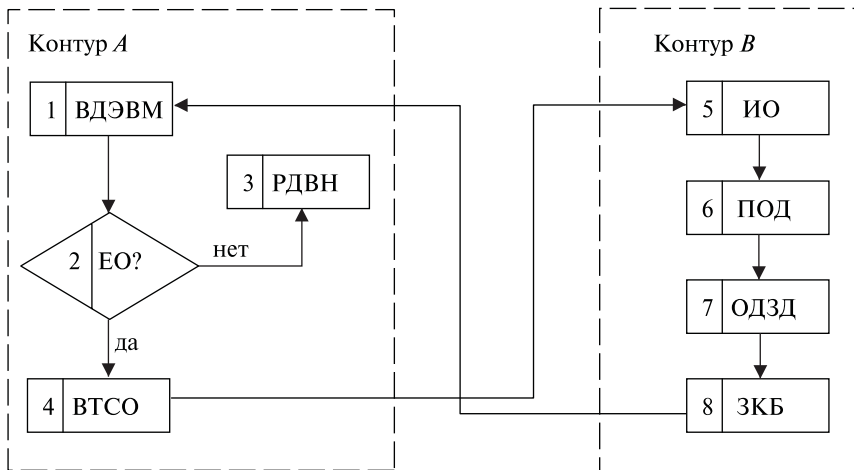 Контур A
1 ВДЭВМ
3 РДВН
2 ЕО?
нет
да
4 ВТСО
Контур B
5 ИО
6 ПОД
7 ОДЗД
8 ЗКБ